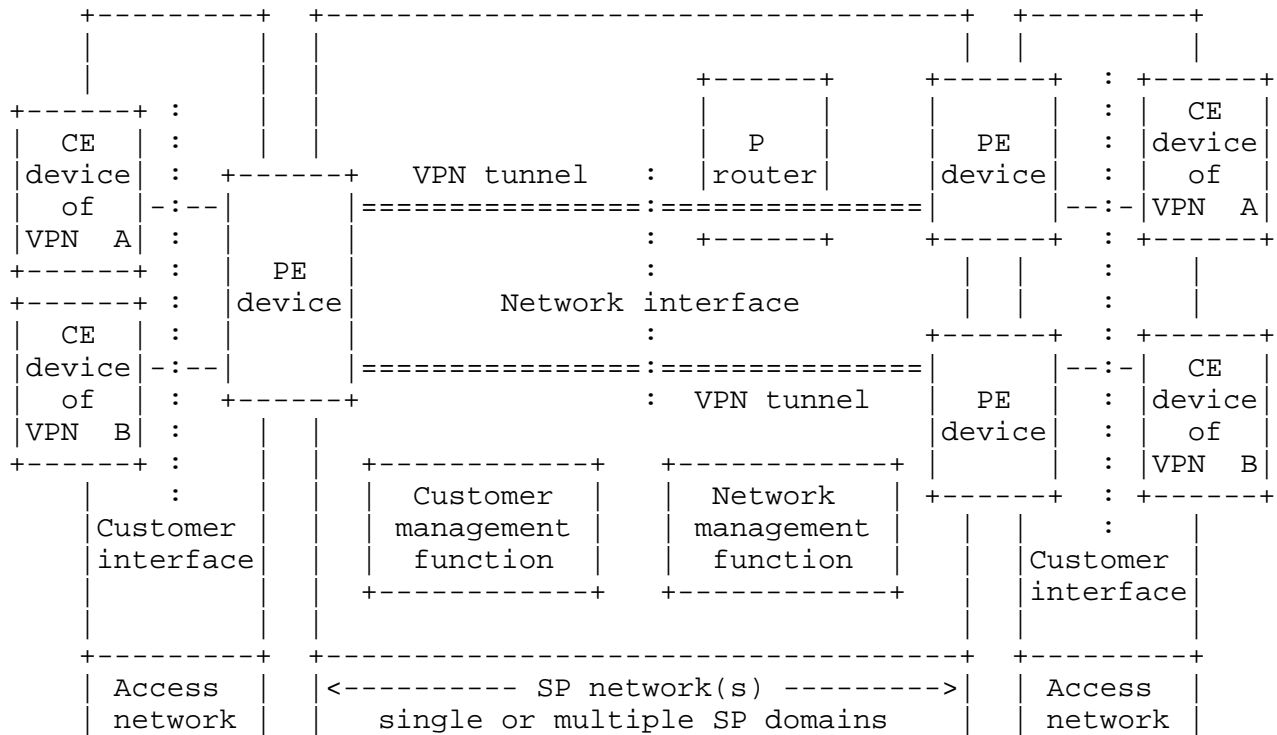 CE
device
of
VPN A
PE
device
VPN tunnel
P
router
PE
device
CE
device
of
VPN A
Network interface
CE
device
of
VPN B
VPN tunnel
PE
device
CE
device
of
VPN B
Customer
interface
Customer
management
function
Network
management
function
Customer
interface
Access
network
SP network(s)
single or multiple SP domains
Access
network